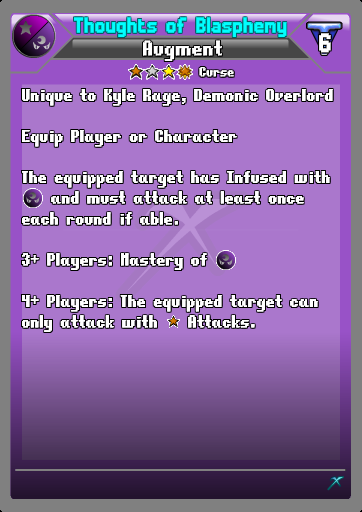 Thoughts of Blasphemy
6
Augment
Curse
Unique to Kyle Rage, Demonic Overlord
Equip Player or Character
The equipped target has Infused with
and must attack at least once
each round if able.
3+ Players: Mastery of
4+ Players: The equipped target can
only attack with Attacks.